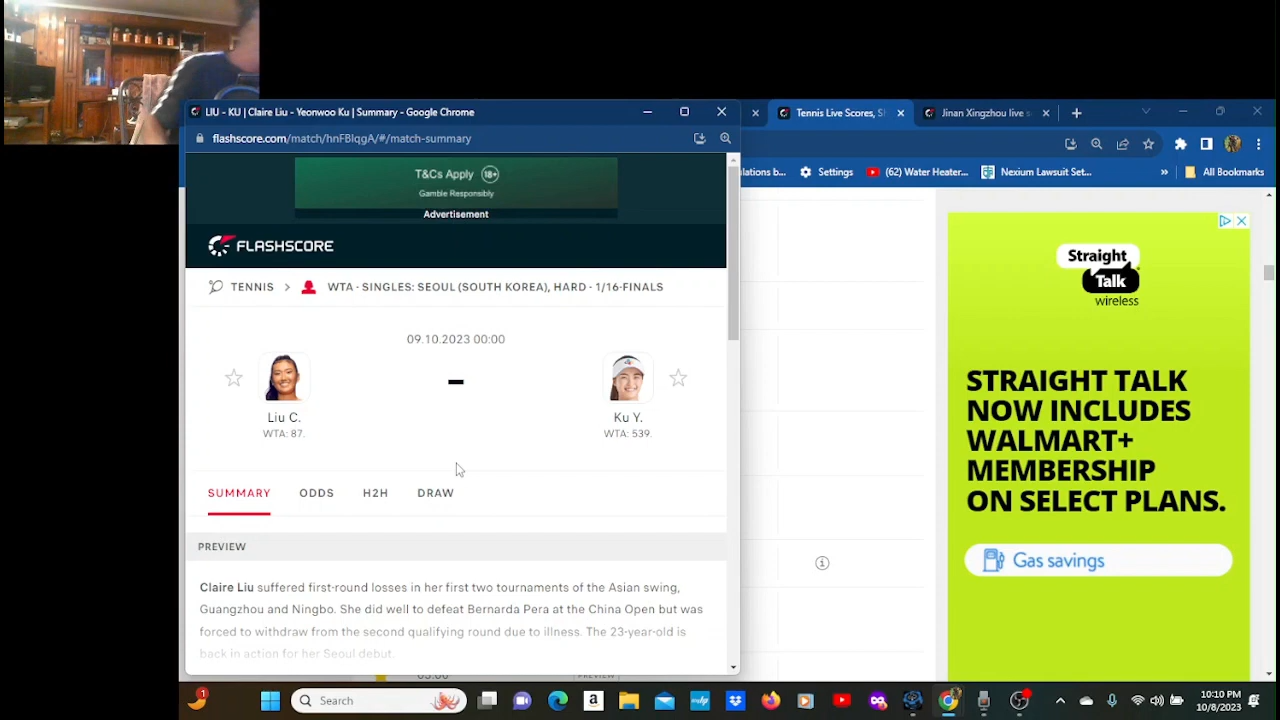 LIU - KU | Claire Liu - Yeonwoo Ku | Summary - Google Chrome
Tennis Live Scores, S
Jinan Xingzhou live s
flashscore.com/match/hnFBlqgA/#/match-summary
T&Cs Apply 18+
Gamble Responsibly
Advertisement
Settings
(62) Water Heater...
Nexium Lawsuit Set...
»
All Bookmarks
FLASHSCORE
TENNIS > WTA - SINGLES: SEOUL (SOUTH KOREA), HARD - 1/16-FINALS
09.10.2023 00:00
-
Liu C.
WTA: 87.
Ku Y.
WTA: 539.
SUMMARY ODDS H2H DRAW
PREVIEW
Claire Liu suffered first-round losses in her first two tournaments of the Asian swing,
Guangzhou and Ningbo. She did well to defeat Bernarda Pera at the China Open but was
forced to withdraw from the second qualifying round due to illness. The 23-year-old is
back in action for her Seoul debut.
Straight
Talk
wireless
STRAIGHT TALK
NOW INCLUDES
WALMART+
MEMBERSHIP
ON SELECT PLANS.
Gas savings
PREVIEW
1
Search
10:10 PM
10/8/2023